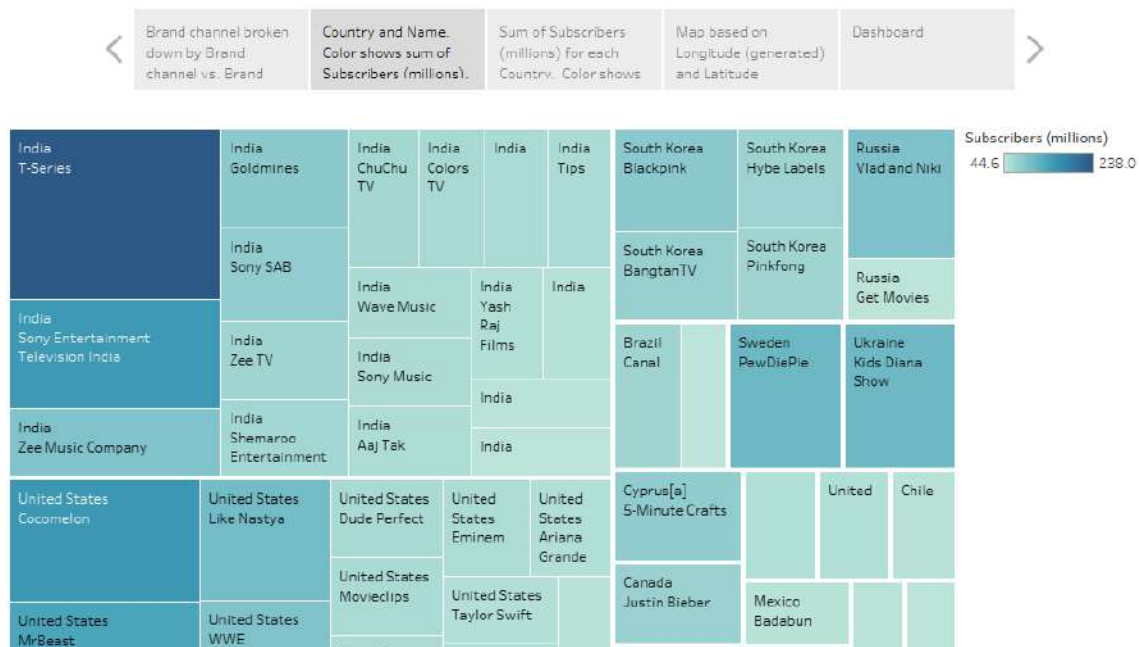 Brand channel broken
down by Brand
channel vs. Brand
Country and Name.
Color shows sum of
Subscribers (millions).
Sum of Subscribers
(millions) for each
Country. Color shows
Map based on
Longitude (generated)
and Latitude
Dashboard
Subscribers (millions)
44.6
238.0
India
T-Series
India
Sony Entertainment
Television India
India
Zee Music Company
India
Goldmines
India
Sony SAB
India
Zee TV
India
Shemaroo
Entertainment
India
ChuChu
TV
India
Colors
TV
India
India
Tips
India
Wave Music
India
Sony Music
India
Aaj Tak
India
Yash
Raj
Films
India
India
India
South Korea
Blackpink
South Korea
BangtanTV
South Korea
Hybe Labels
South Korea
Pinkfong
Russia
Vlad and Niki
Russia
Get Movies
Brazil
Canal
Sweden
PewDiePie
Ukraine
Kids Diana
Show
United States
Cocomelon
United States
MrBeast
United States
Like Nastya
United States
WWE
United States
Dude Perfect
United States
Movieclips
United
States
Eminem
United
States
Ariana
Grande
United States
Taylor Swift
Cyprus[a]
5-Minute Crafts
Canada
Justin Bieber
United
Chile
Mexico
Badabun